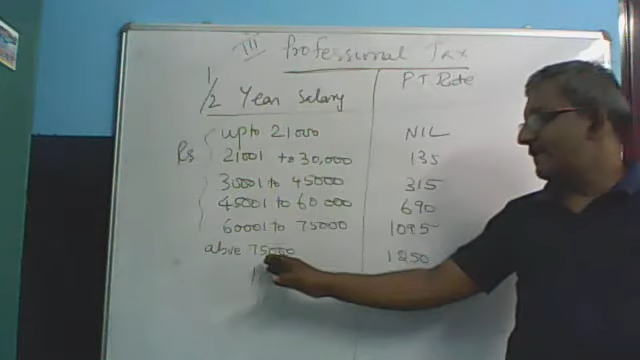 III Professional Tax
1/2 Year Salary PT Rate
Rs upto 21000 NIL
21001 to 30,000 135
30001 to 45000 315
45001 to 60000 690
60001 to 75000 1095
above 75000 1250